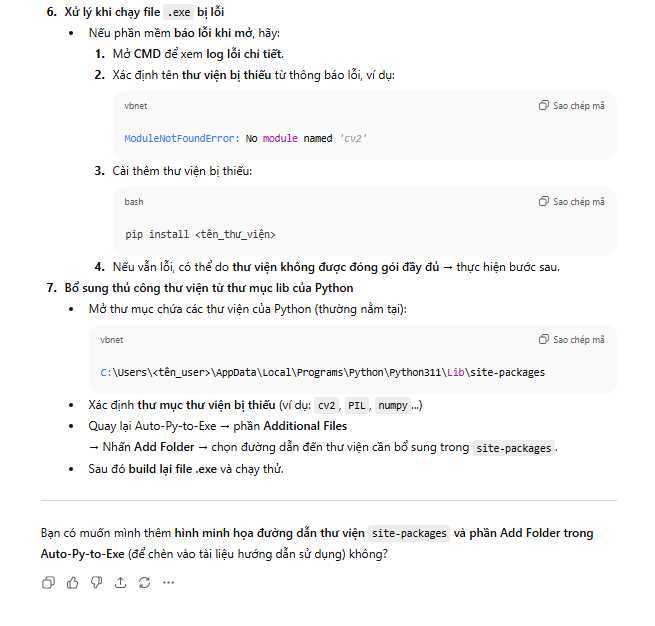 6. Xử lý khi chạy file .exe bị lỗi
• Nếu phần mềm báo lỗi khi mở, hãy:
1. Mở CMD để xem log lỗi chi tiết.
2. Xác định tên thư viện bị thiếu từ thông báo lỗi, ví dụ:
vbnet Sao chép mã
ModuleNotFoundError: No module named 'cv2'
3. Cài thêm thư viện bị thiếu:
bash Sao chép mã
pip install <tên_thư_viện>
4. Nếu vẫn lỗi, có thể do thư viện không được đóng gói đầy đủ → thực hiện bước sau.
7. Bổ sung thủ công thư viện từ thư mục lib của Python
• Mở thư mục chứa các thư viện của Python (thường nằm tại):
vbnet Sao chép mã
C:\Users\<tên_user>\AppData\Local\Programs\Python\Python311\Lib\site-packages
• Xác định thư mục thư viện bị thiếu (ví dụ: cv2, PIL, numpy…)
• Quay lại Auto-Py-to-Exe → phần Additional Files
→ Nhấn Add Folder → chọn đường dẫn đến thư viện cần bổ sung trong site-packages.
• Sau đó build lại file .exe và chạy thử.
Bạn có muốn mình thêm hình minh họa đường dẫn thư viện site-packages và phần Add Folder trong
Auto-Py-to-Exe (để chèn vào tài liệu hướng dẫn sử dụng) không?